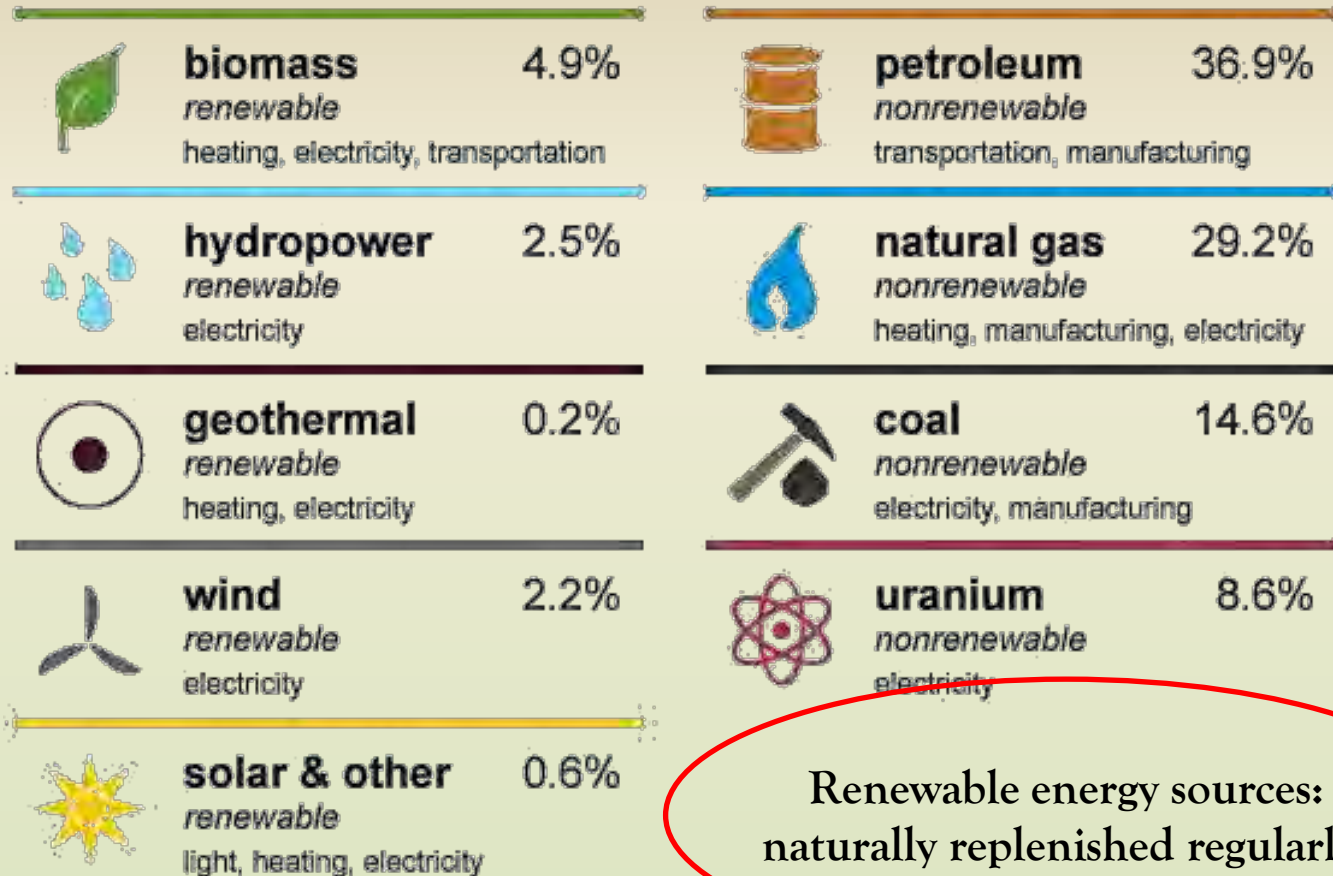 biomass 4.9%
renewable
heating, electricity, transportation
hydropower 2.5%
renewable
electricity
geothermal 0.2%
renewable
heating, electricity
wind 2.2%
renewable
electricity
solar & other 0.6%
renewable
light, heating, electricity
petroleum 36.9%
nonrenewable
transportation, manufacturing
natural gas 29.2%
nonrenewable
heating, manufacturing, electricity
coal 14.6%
nonrenewable
electricity, manufacturing
uranium 8.6%
nonrenewable
electricity
Renewable energy sources:
naturally replenished